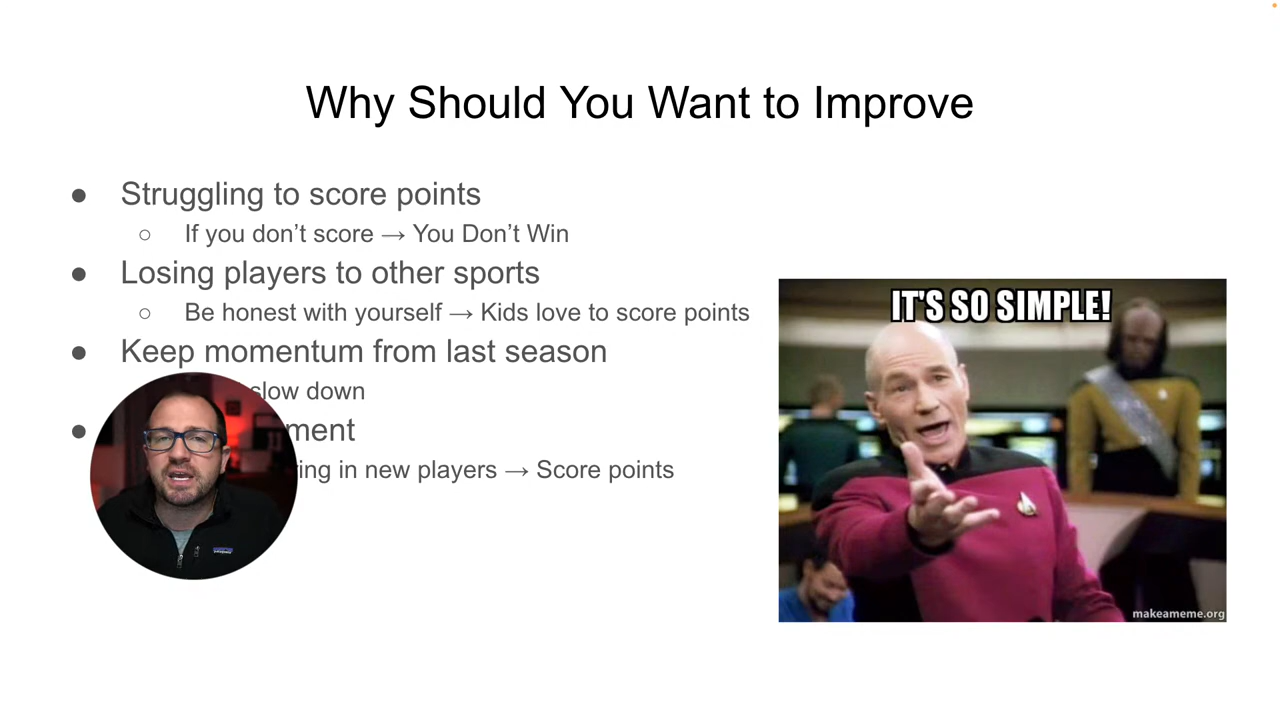 Why Should You Want to Improve
● Struggling to score points
○ If you don’t score → You Don’t Win
● Losing players to other sports
○ Be honest with yourself → Kids love to score points
● Keep momentum from last season
slow down
●
in new players → Score points
IT'S SO SIMPLE!
makeameme.org